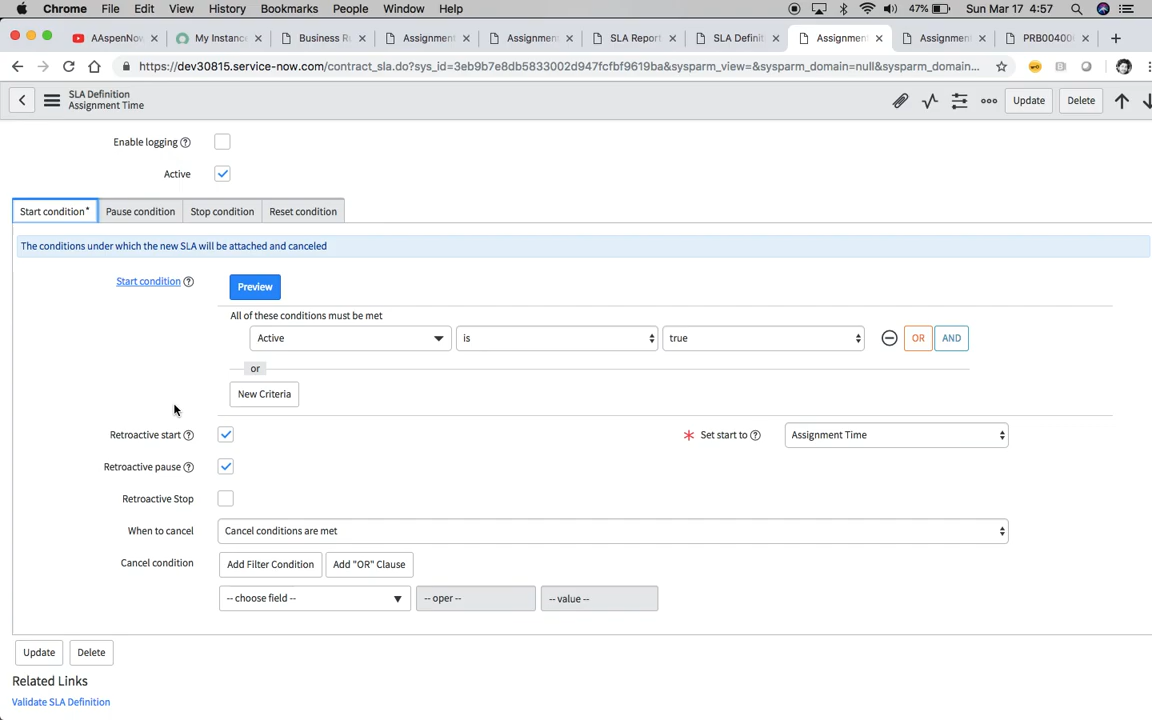 Chrome File Edit View History Bookmarks People Window Help 47% Sun Mar 17 4:57
AAspenNow My Instance Business Ru Assignment Assignment SLA Report SLA Definit Assignment Assignment PRB00400
https://dev30815.service-now.com/contract_sla.do?sys_id=3eb9b7e8db5833002d947fcfbf9619ba&sysparm_view=&sysparm_domain=null&sysparm_domain...
SLA Definition
Assignment Time
Update Delete
Enable logging
Active
Start condition* Pause condition Stop condition Reset condition
The conditions under which the new SLA will be attached and canceled
Start condition Preview
All of these conditions must be met
Active is true OR AND
or
New Criteria
Retroactive start Set start to Assignment Time
Retroactive pause
Retroactive Stop
When to cancel Cancel conditions are met
Cancel condition Add Filter Condition Add "OR" Clause
-- choose field -- -- oper -- -- value --
Update Delete
Related Links
Validate SLA Definition